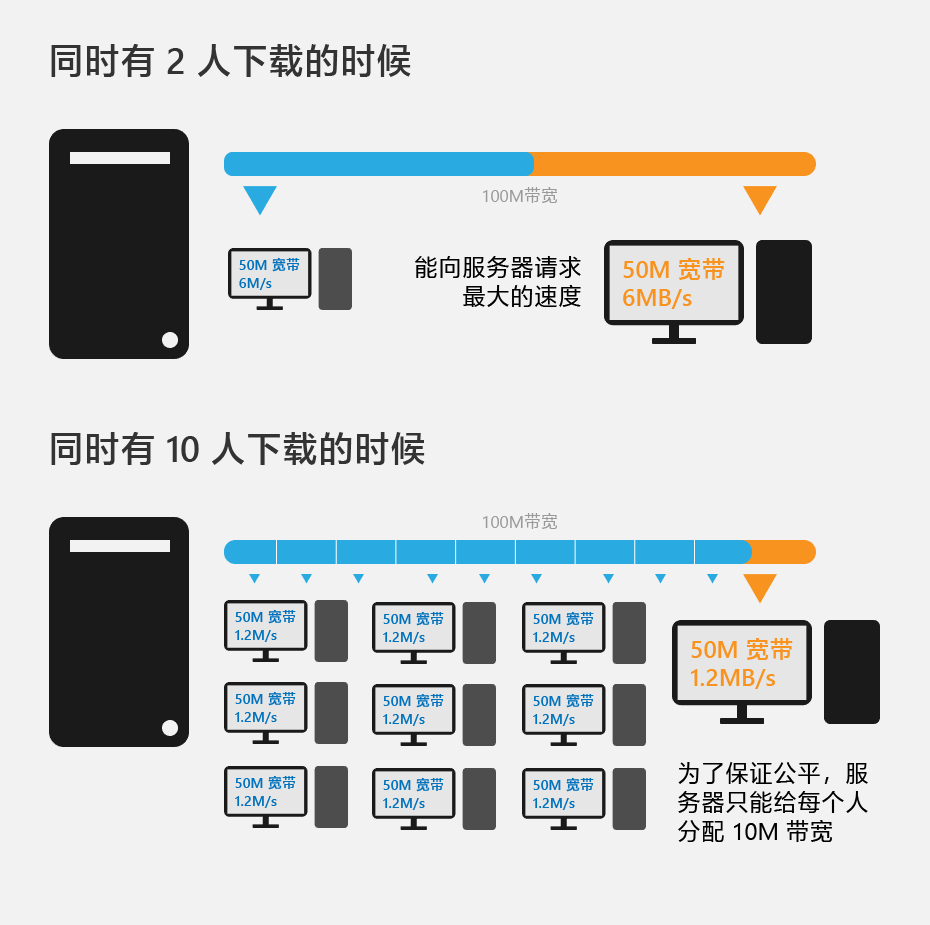 同时有 2 人下载的时候
100M带宽
50M 宽带
6M/s
能向服务器请求
最大的速度
50M 宽带
6MB/s
同时有 10 人下载的时候
100M带宽
50M 宽带
1.2M/s
50M 宽带
1.2M/s
50M 宽带
1.2M/s
50M 宽带
1.2MB/s
50M 宽带
1.2M/s
50M 宽带
1.2M/s
50M 宽带
1.2M/s
50M 宽带
1.2M/s
50M 宽带
1.2M/s
50M 宽带
1.2M/s
为了保证公平，服
务器只能给每个人
分配 10M 带宽